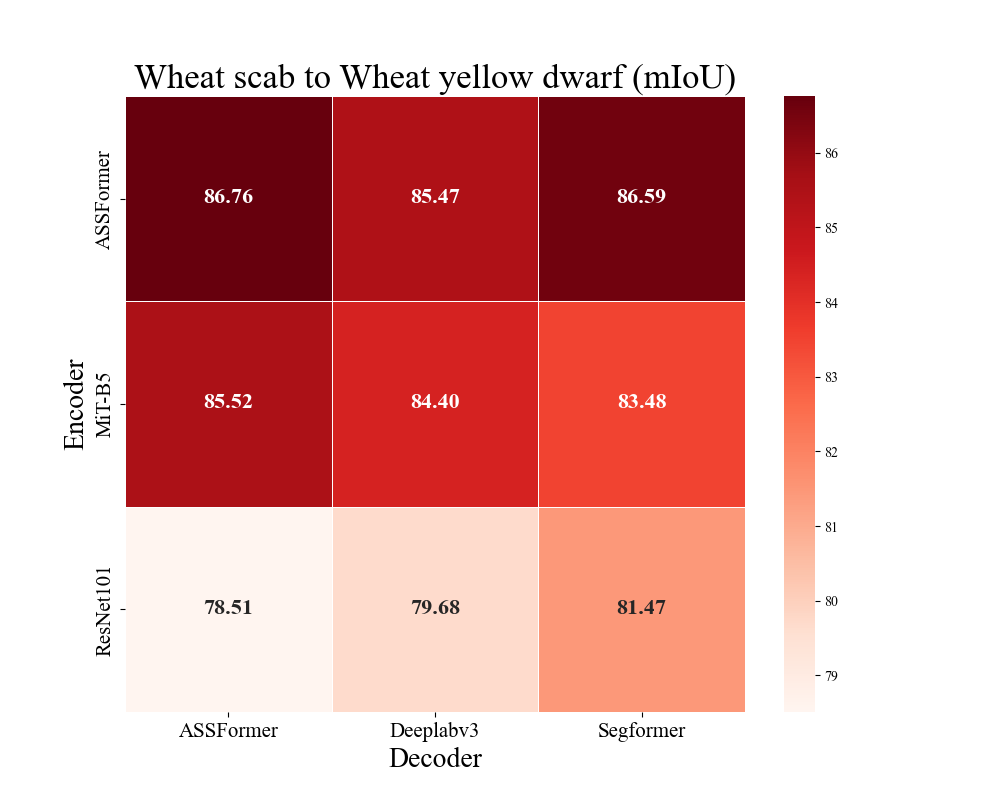 Wheat scab to Wheat yellow dwarf (mIoU)
Encoder
ASSFormer
86.76 85.47 86.59
MiT-B5
85.52 84.40 83.48
ResNet101
78.51 79.68 81.47
ASSFormer Deeplabv3 Segformer
Decoder
86
85
84
83
82
81
80
79